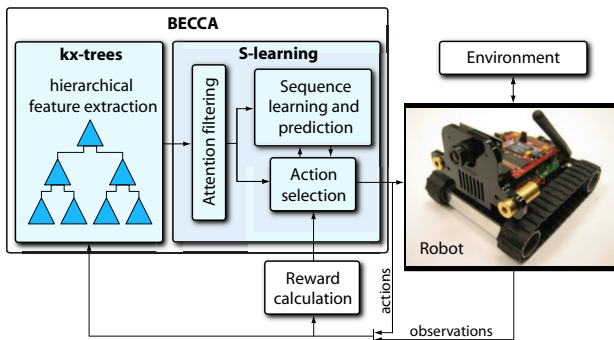 BECCA
kx-trees
hierarchical
feature extraction
S-learning
Attention filtering
Sequence
learning and
prediction
Action
selection
Environment
Robot
Reward
calculation
actions
observations